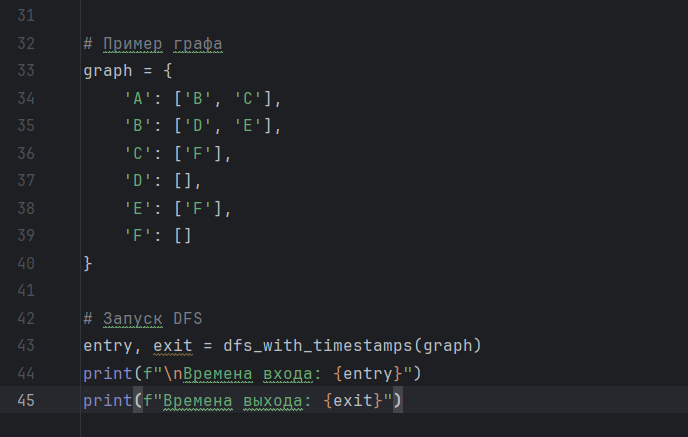 31
32 # Пример графа
33 graph = {
34     'A': ['B', 'C'],
35     'B': ['D', 'E'],
36     'C': ['F'],
37     'D': [],
38     'E': ['F'],
39     'F': []
40 }
41
42 # Запуск DFS
43 entry, exit = dfs_with_timestamps(graph)
44 print(f"\nВремена входа: {entry}")
45 print(f"Времена выхода: {exit}")